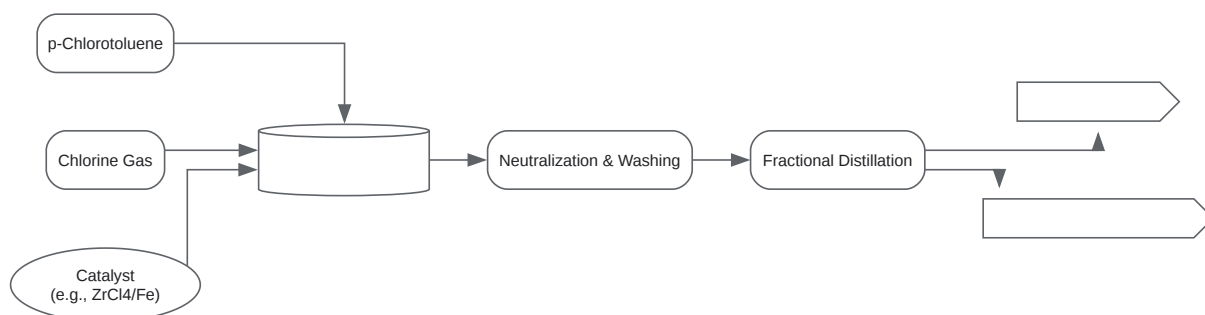 p-Chlorotoluene
Chlorine Gas
Neutralization & Washing
Fractional Distillation
Catalyst
(e.g., ZrCl4/Fe)